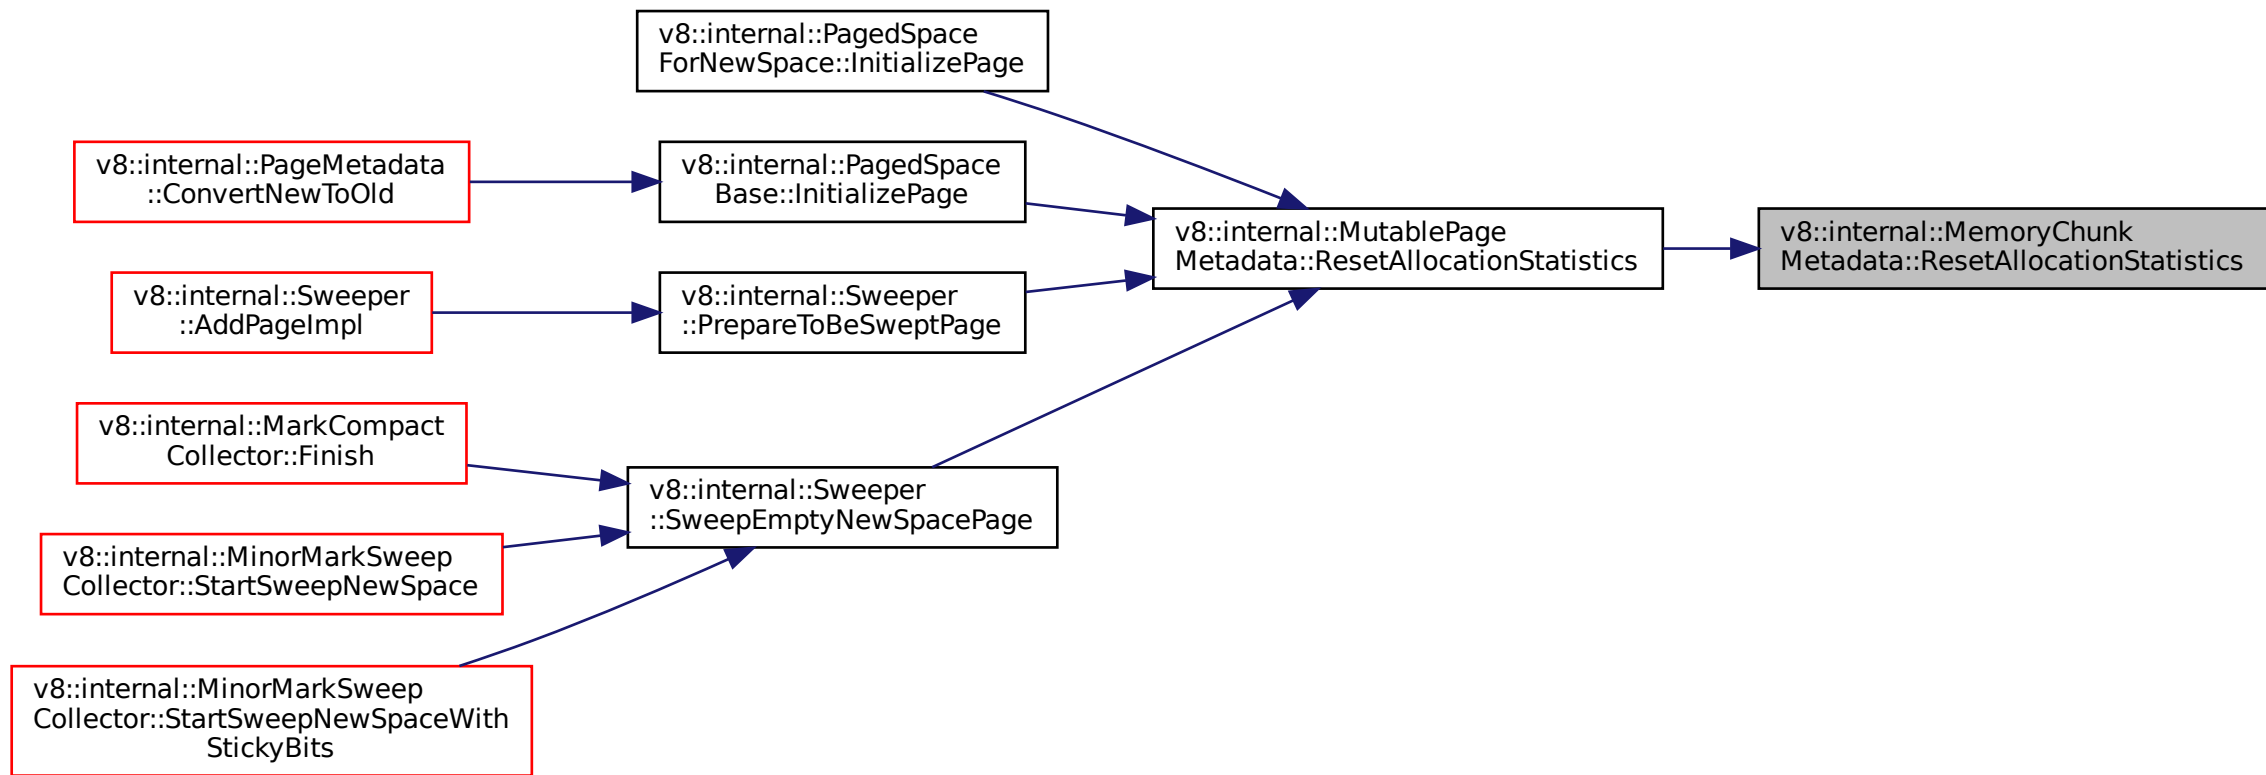 v8::internal::PagedSpace
ForNewSpace::InitializePage
v8::internal::PageMetadata
::ConvertNewToOld
v8::internal::PagedSpace
Base::InitializePage
v8::internal::MutablePage
Metadata::ResetAllocationStatistics
v8::internal::MemoryChunk
Metadata::ResetAllocationStatistics
v8::internal::Sweeper
::AddPageImpl
v8::internal::Sweeper
::PrepareToBeSweptPage
v8::internal::MarkCompact
Collector::Finish
v8::internal::Sweeper
::SweepEmptyNewSpacePage
v8::internal::MinorMarkSweep
Collector::StartSweepNewSpace
v8::internal::MinorMarkSweep
Collector::StartSweepNewSpaceWith
StickyBits